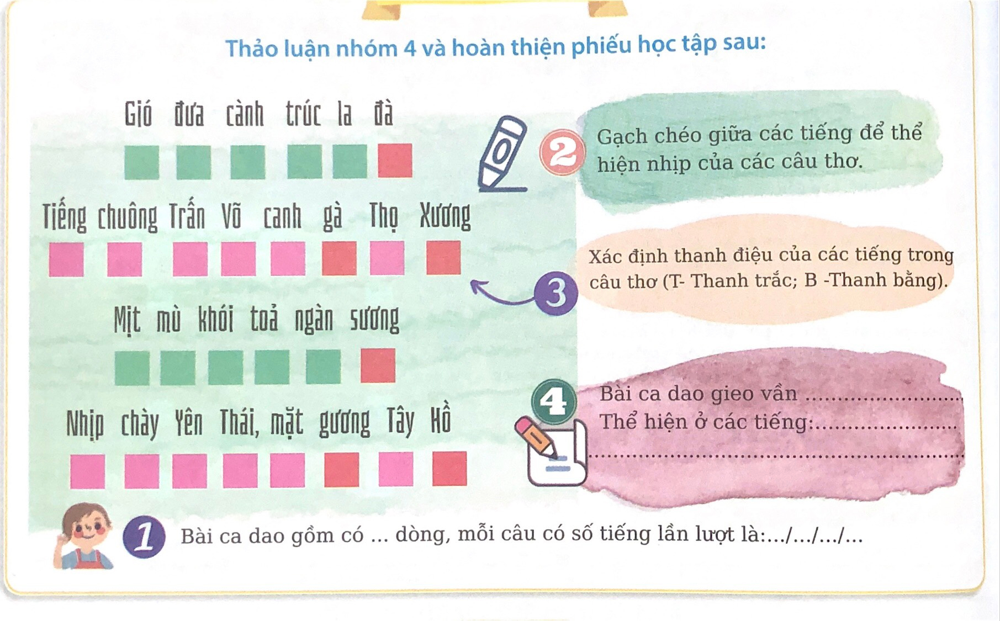 Thảo luận nhóm 4 và hoàn thiện phiếu học tập sau:
Gió đưa cành trúc la đà
Tiếng chuông Trấn Võ canh gà Thọ Xương
Mịt mù khói toả ngàn sương
Nhịp chày Yên Thái, mặt gương Tây Hồ
2
Gạch chéo giữa các tiếng để thể
hiện nhịp của các câu thơ.
3
Xác định thanh điệu của các tiếng trong
câu thơ (T- Thanh trắc; B -Thanh bằng).
4
Bài ca dao gieo vần ..............................
Thể hiện ở các tiếng:...........................
......................................................................
1
Bài ca dao gồm có ... dòng, mỗi câu có số tiếng lần lượt là:.../.../.../...